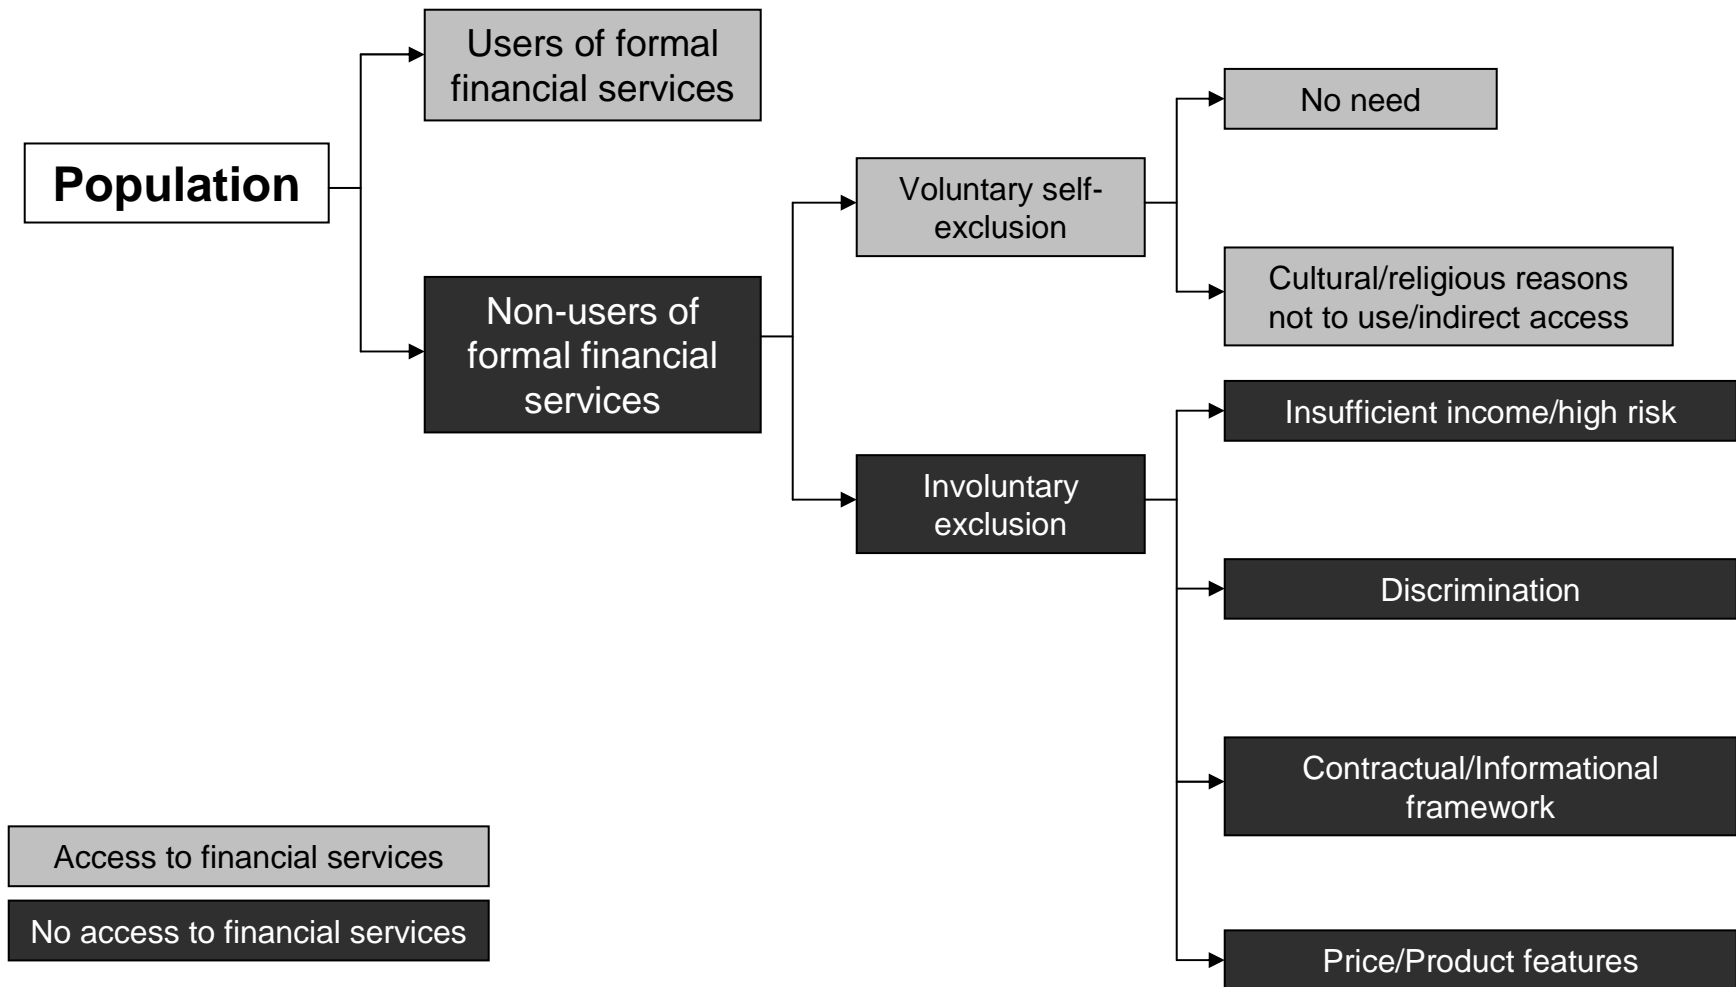 Population
Users of formal
financial services
Non-users of
formal financial
services
Voluntary self-
exclusion
Involuntary
exclusion
No need
Cultural/religious reasons
not to use/indirect access
Insufficient income/high risk
Discrimination
Contractual/Informational
framework
Price/Product features
Access to financial services
No access to financial services